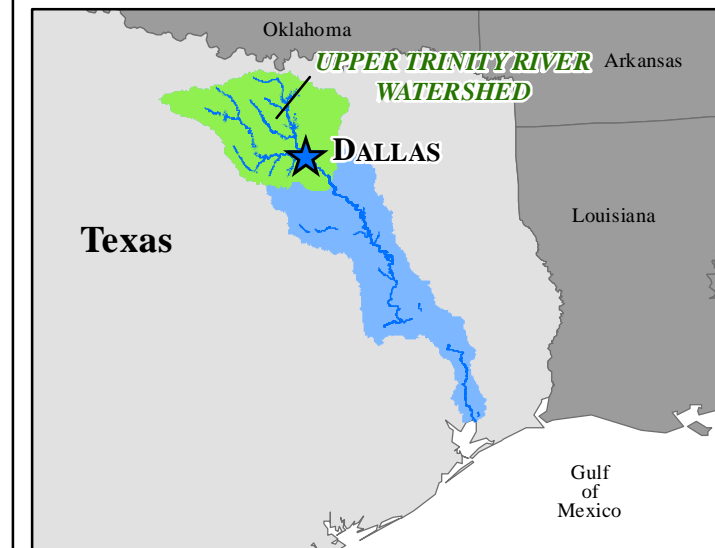 Oklahoma
UPPER TRINITY RIVER
WATERSHED
Arkansas
DALLAS
Louisiana
Texas
Gulf
of
Mexico